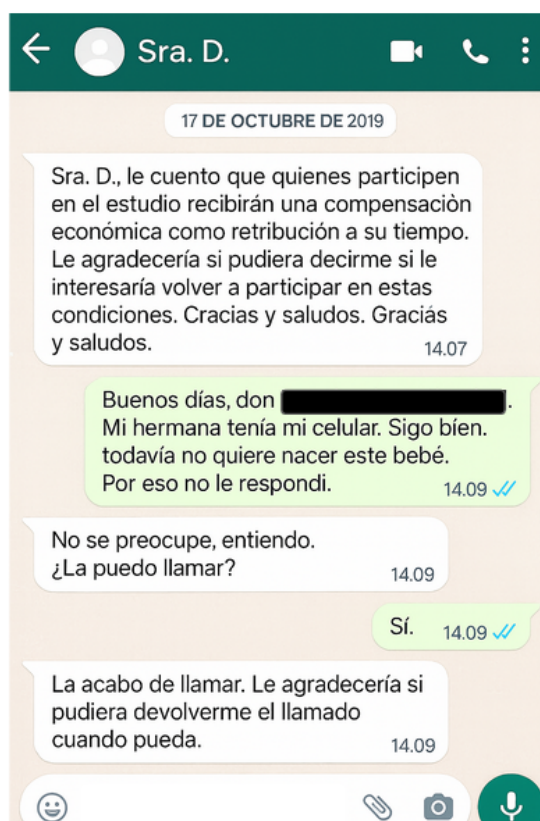 Sra. D.
17 DE OCTUBRE DE 2019
Sra. D., le cuento que quienes participen
en el estudio recibirán una compensaciòn
económica como retribución a su tiempo.
Le agradecería si pudiera decirme si le
interesaría volver a participar en estas
condiciones. Cracias y saludos. Graciás
y saludos.
14.07
Buenos días, don .
Mi hermana tenía mi celular. Sigo bíen.
todavía no quiere nacer este bebé.
Por eso no le respondi.
14.09
No se preocupe, entiendo.
¿La puedo llamar?
14.09
Sí.
14.09
La acabo de llamar. Le agradecería si
pudiera devolverme el llamado
cuando pueda.
14.09